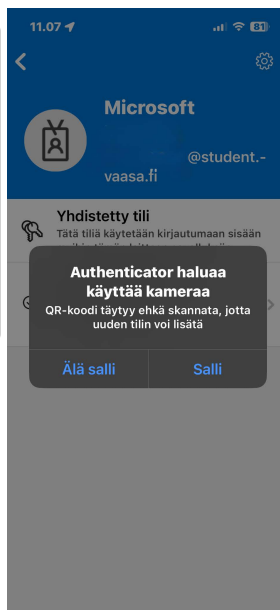 11.07
81
Microsoft
@student.-
vaasa.fi
Yhdistetty tili
Tätä tiliä käytetään kirjautumaan sisään
Authenticator haluaa
käyttää kameraa
QR-koodi täytyy ehkä skannata, jotta
uuden tilin voi lisätä
Älä salli
Salli